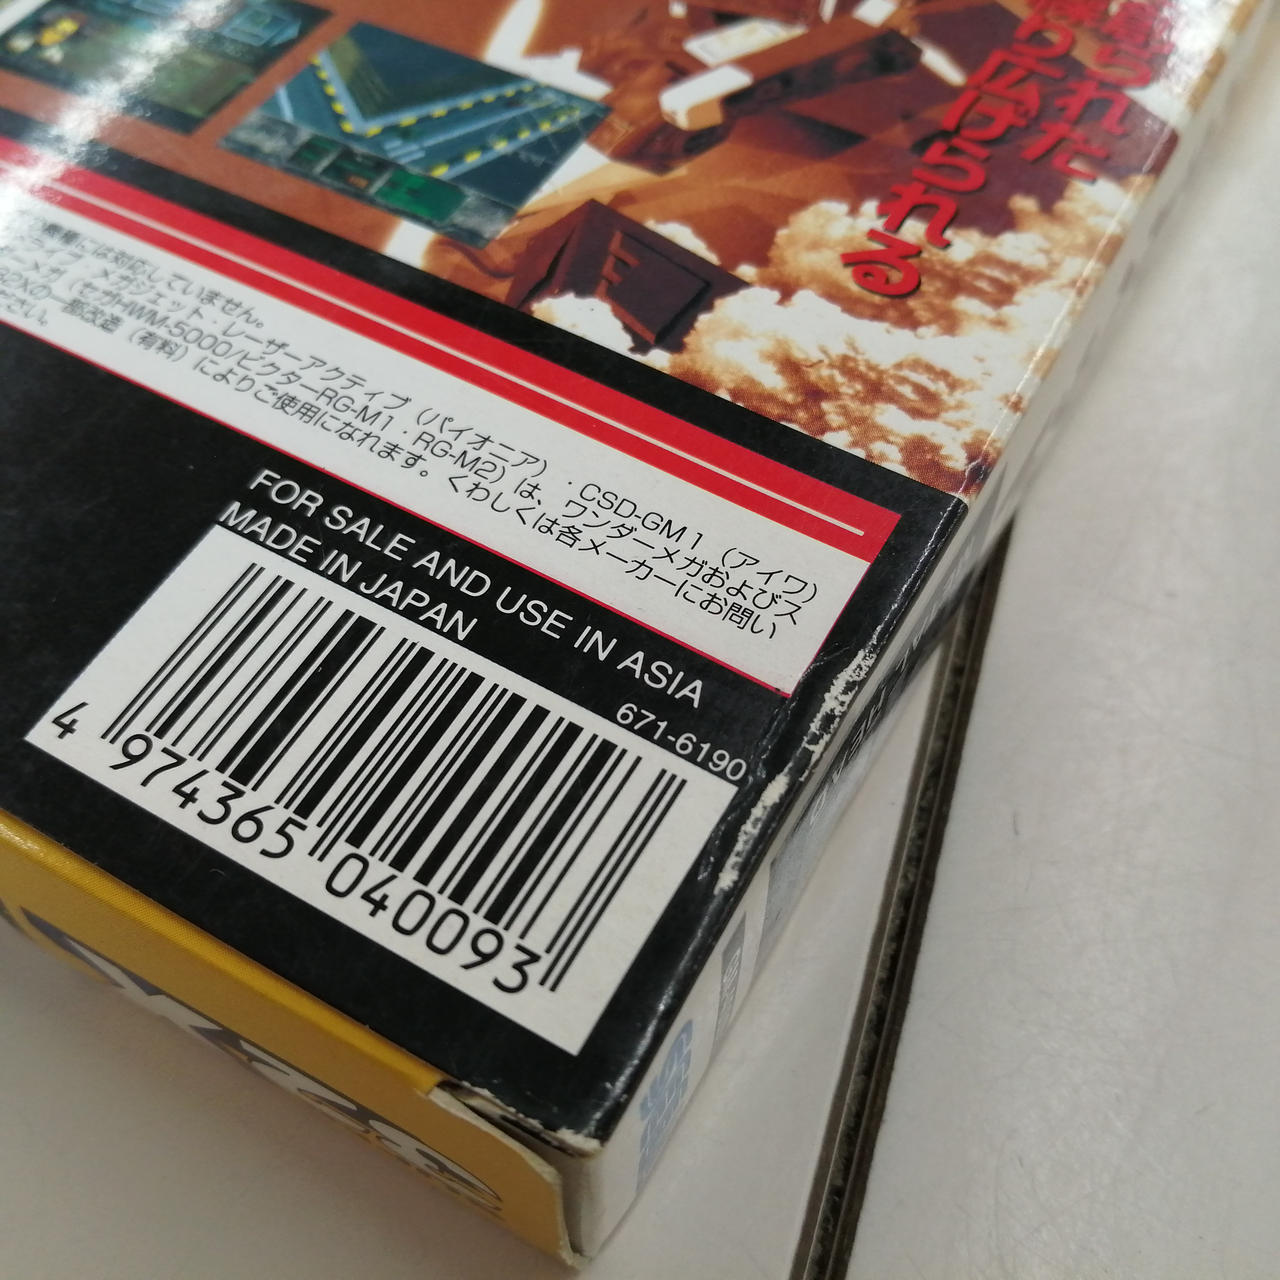 られた
り広げられる
機種には対応していません。
ライブ・メガジェット・レーザーアクティブ（パイオニア）・CSD-GM1（アイワ）
メガ（セガHWM-5000/ビクターRG-M1・RG-M2）は、ワンダーメガおよびス
32Xの一部改造（有料）によりご使用になれます。くわしくは各メーカーにお問い
ださい。
FOR SALE AND USE IN ASIA
MADE IN JAPAN
671-6190
4 974365 040093